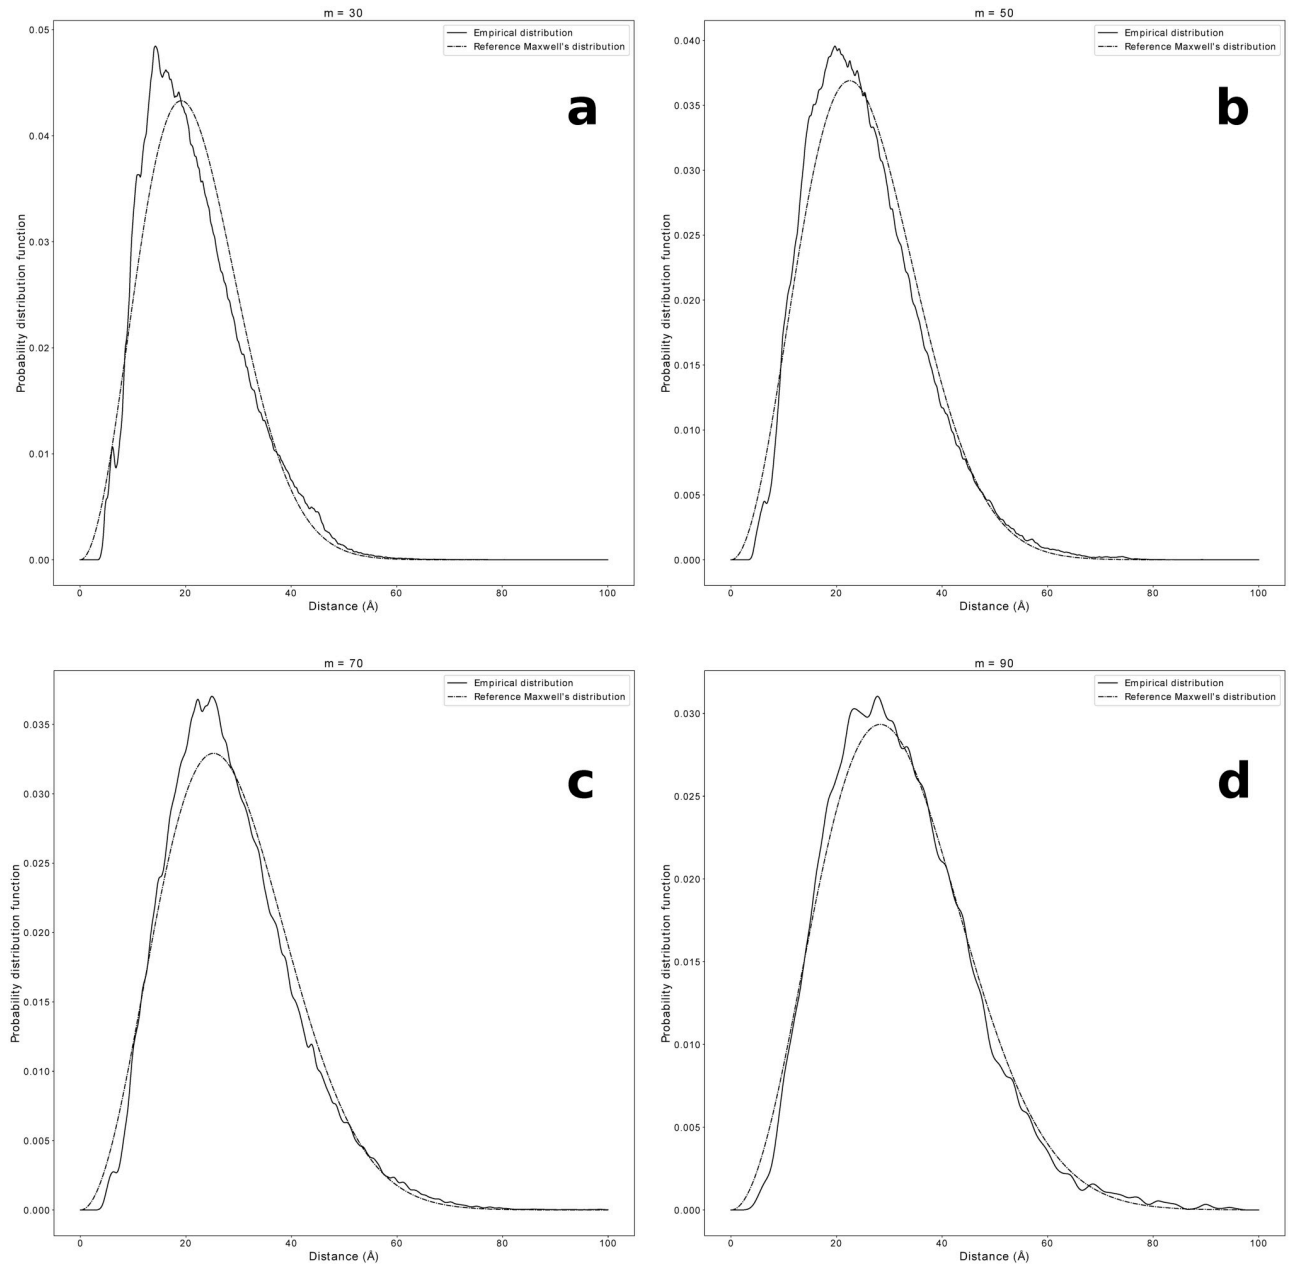 m = 30
Empirical distribution
Reference Maxwell's distribution
a
0.05
0.04
0.03
0.02
0.01
0.00
Probability distribution function
0 20 40 60 80 100
Distance (Å)
m = 50
Empirical distribution
Reference Maxwell's distribution
b
0.040
0.035
0.030
0.025
0.020
0.015
0.010
0.005
0.000
Probability distribution function
0 20 40 60 80 100
Distance (Å)
m = 70
Empirical distribution
Reference Maxwell's distribution
c
0.035
0.030
0.025
0.020
0.015
0.010
0.005
0.000
Probability distribution function
0 20 40 60 80 100
Distance (Å)
m = 90
Empirical distribution
Reference Maxwell's distribution
d
0.030
0.025
0.020
0.015
0.010
0.005
0.000
Probability distribution function
0 20 40 60 80 100
Distance (Å)